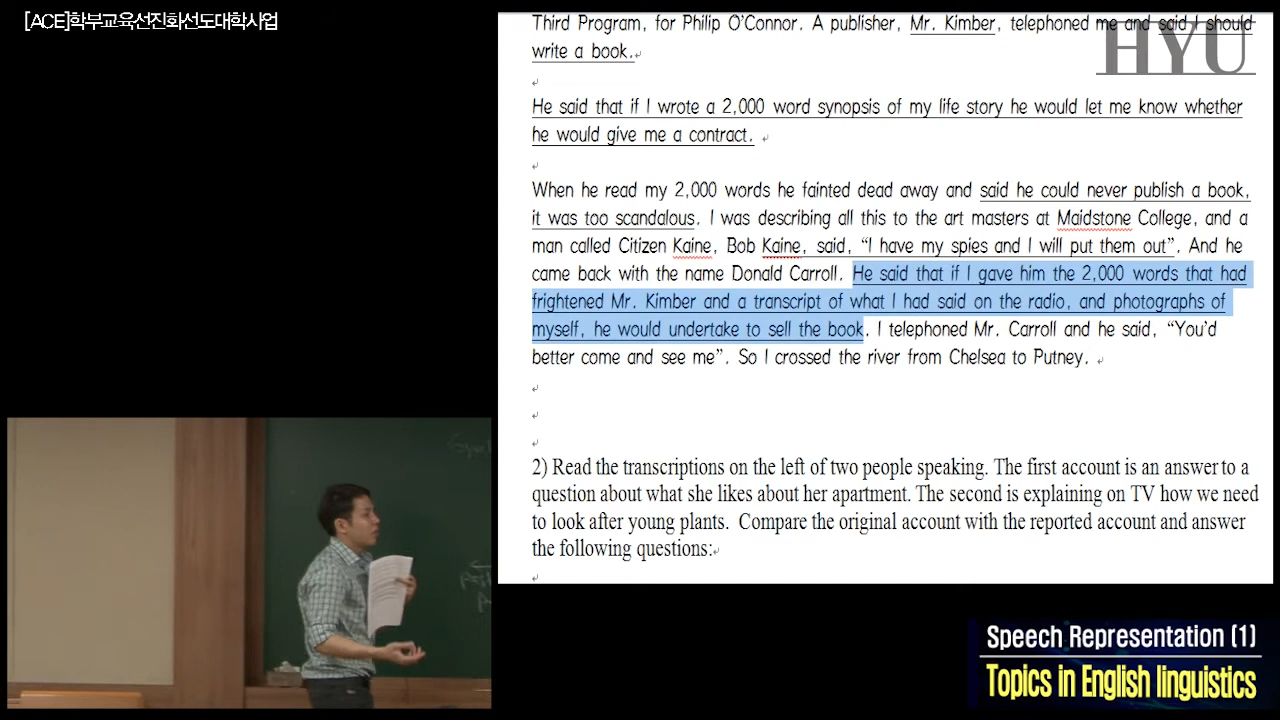 [ACE]학부교육선진화선도대학사업
Third Program, for Philip O'Connor. A publisher, Mr. Kimber, telephoned me and said I should
write a book.
HYU
He said that if I wrote a 2,000 word synopsis of my life story he would let me know whether
he would give me a contract.
When he read my 2,000 words he fainted dead away and said he could never publish a book,
it was too scandalous. I was describing all this to the art masters at Maidstone College, and a
man called Citizen Kaine, Bob Kaine, said, “I have my spies and I will put them out”. And he
came back with the name Donald Carroll. He said that if I gave him the 2,000 words that had
frightened Mr. Kimber and a transcript of what I had said on the radio, and photographs of
myself, he would undertake to sell the book. I telephoned Mr. Carroll and he said, “You'd
better come and see me”. So I crossed the river from Chelsea to Putney.
2) Read the transcriptions on the left of two people speaking. The first account is an answer to a
question about what she likes about her apartment. The second is explaining on TV how we need
to look after young plants. Compare the original account with the reported account and answer
the following questions:
Speech Representation (1)
Topics in English linguistics